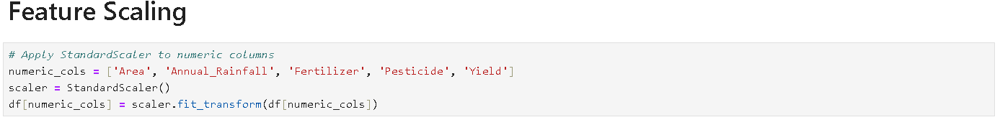 Feature Scaling
# Apply StandardScaler to numeric columns
numeric_cols = ['Area', 'Annual_Rainfall', 'Fertilizer', 'Pesticide', 'Yield']
scaler = StandardScaler()
df[numeric_cols] = scaler.fit_transform(df[numeric_cols])